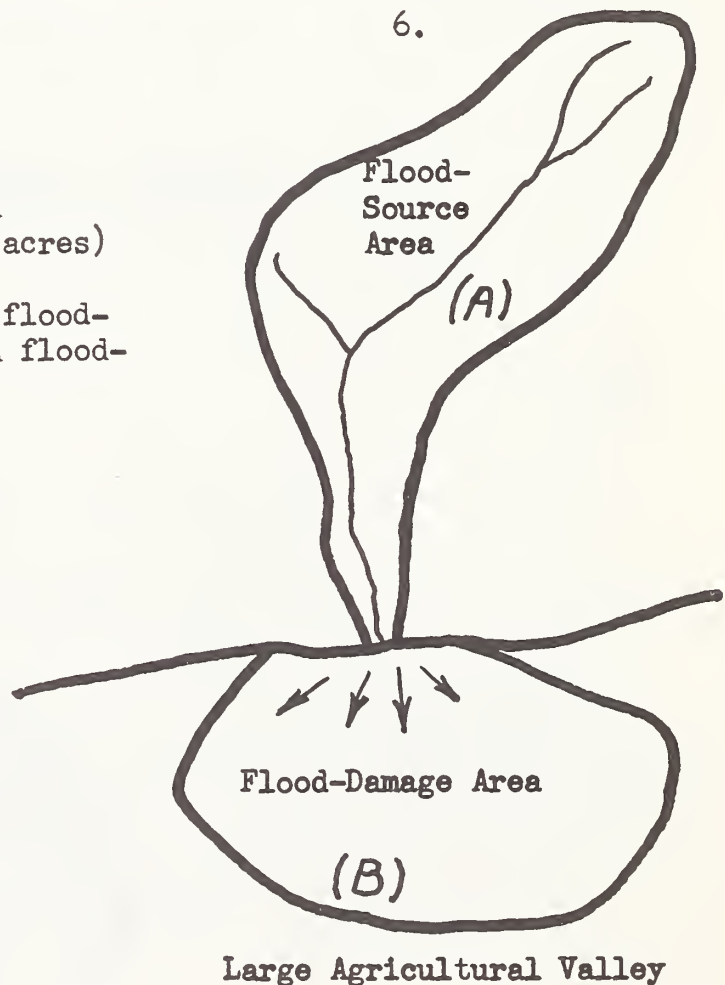 6.
acres)
flood-
flood-
Flood-
Source
Area
(A)
Flood-Damage Area
(B)
Large Agricultural Valley